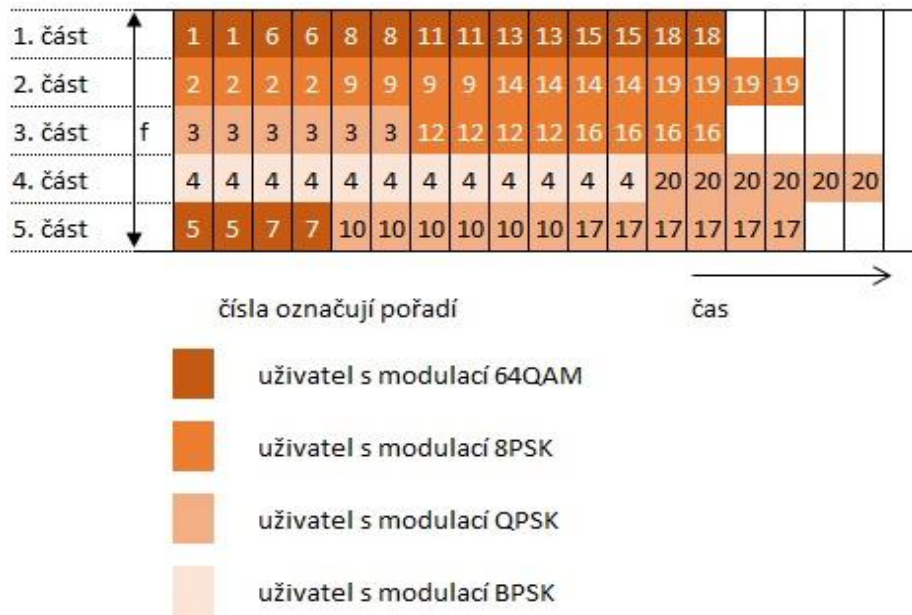 1. část 1 1 6 6 8 8 11 11 13 13 15 15 18 18
2. část 2 2 2 2 9 9 9 9 14 14 14 14 19 19 19 19
3. část f 3 3 3 3 3 3 12 12 12 12 16 16 16 16
4. část 4 4 4 4 4 4 4 4 4 4 4 4 20 20 20 20 20 20
5. část 5 5 7 7 10 10 10 10 10 10 17 17 17 17 17 17
čísla označují pořadí čas
uživatel s modulací 64QAM
uživatel s modulací 8PSK
uživatel s modulací QPSK
uživatel s modulací BPSK